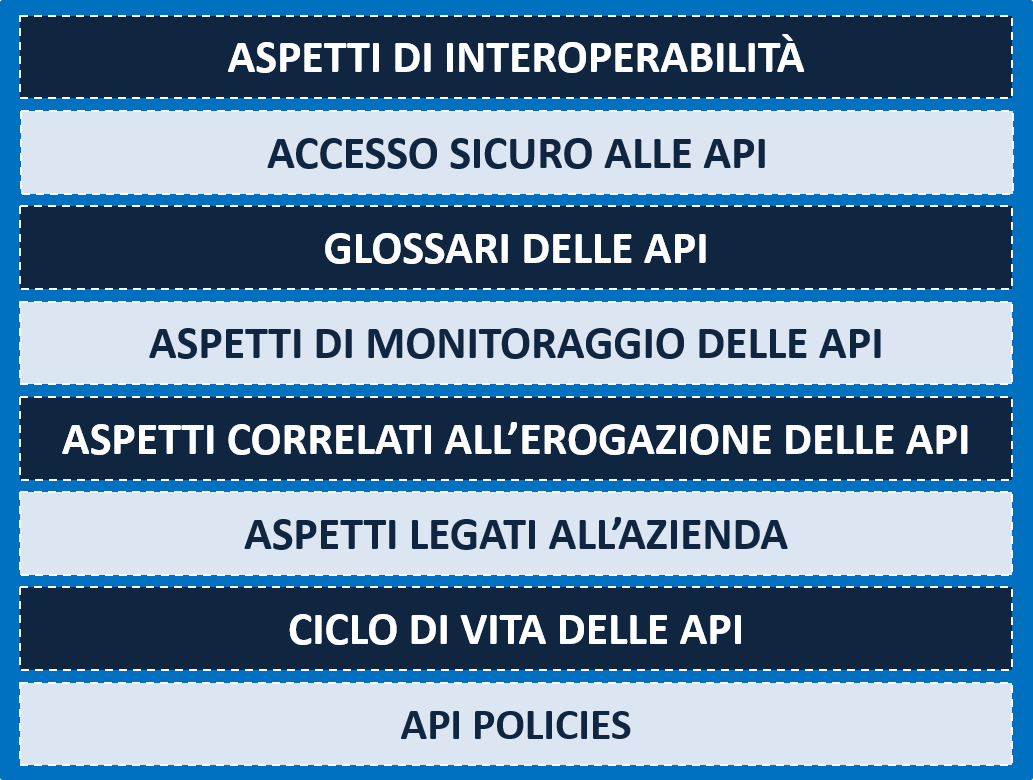 ASPETTI DI INTEROPERABILITÀ
ACCESSO SICURO ALLE API
GLOSSARI DELLE API
ASPETTI DI MONITORAGGIO DELLE API
ASPETTI CORRELATI ALL’EROGAZIONE DELLE API
ASPETTI LEGATI ALL’AZIENDA
CICLO DI VITA DELLE API
API POLICIES